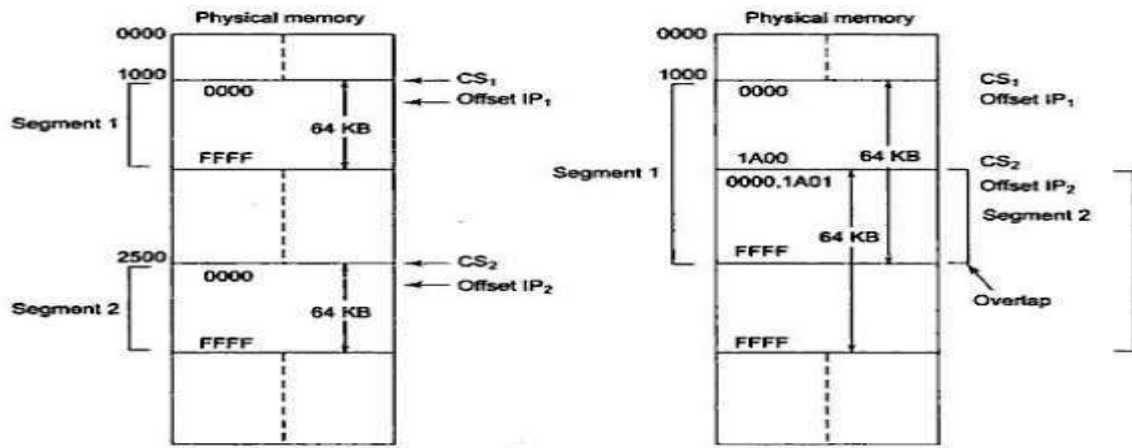 Physical memory
0000
1000
0000
CS₁
Offset IP₁
Segment 1
64 KB
FFFF
2500
0000
CS₂
Offset IP₂
Segment 2
64 KB
FFFF
Physical memory
0000
1000
0000
CS₁
Offset IP₁
Segment 1
1A00
64 KB
CS₂
0000,1A01
Offset IP₂
Segment 2
64 KB
FFFF
Overlap
FFFF